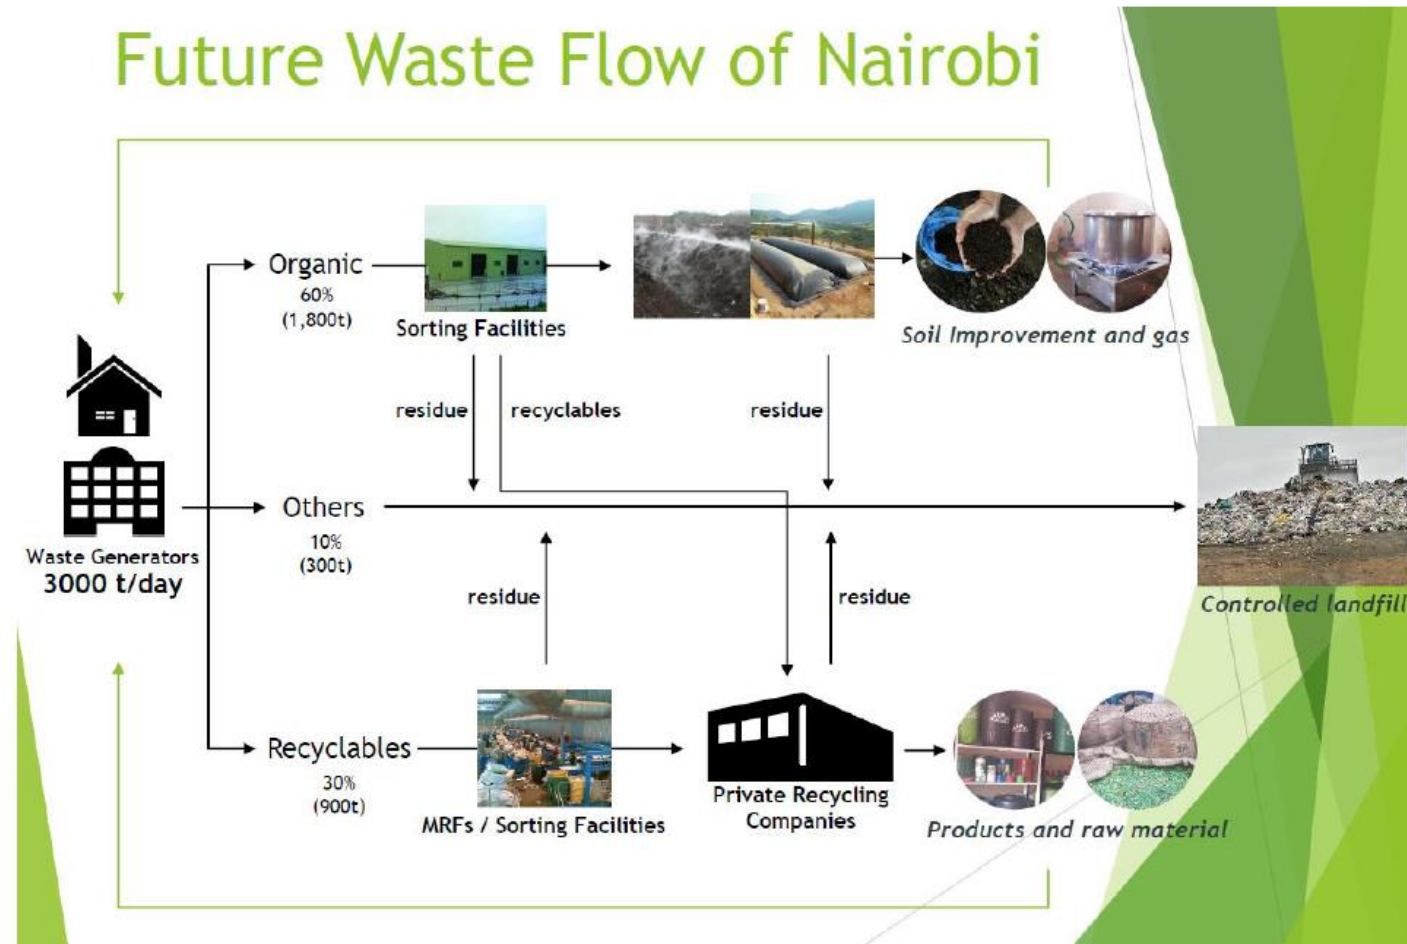 Future Waste Flow of Nairobi
Organic
60%
(1,800t)
Sorting Facilities
Soil Improvement and gas
residue
recyclables
residue
Others
10%
(300t)
Waste Generators
3000 t/day
residue
residue
Controlled landfill
Recyclables
30%
(900t)
MRFs / Sorting Facilities
Private Recycling
Companies
Products and raw material